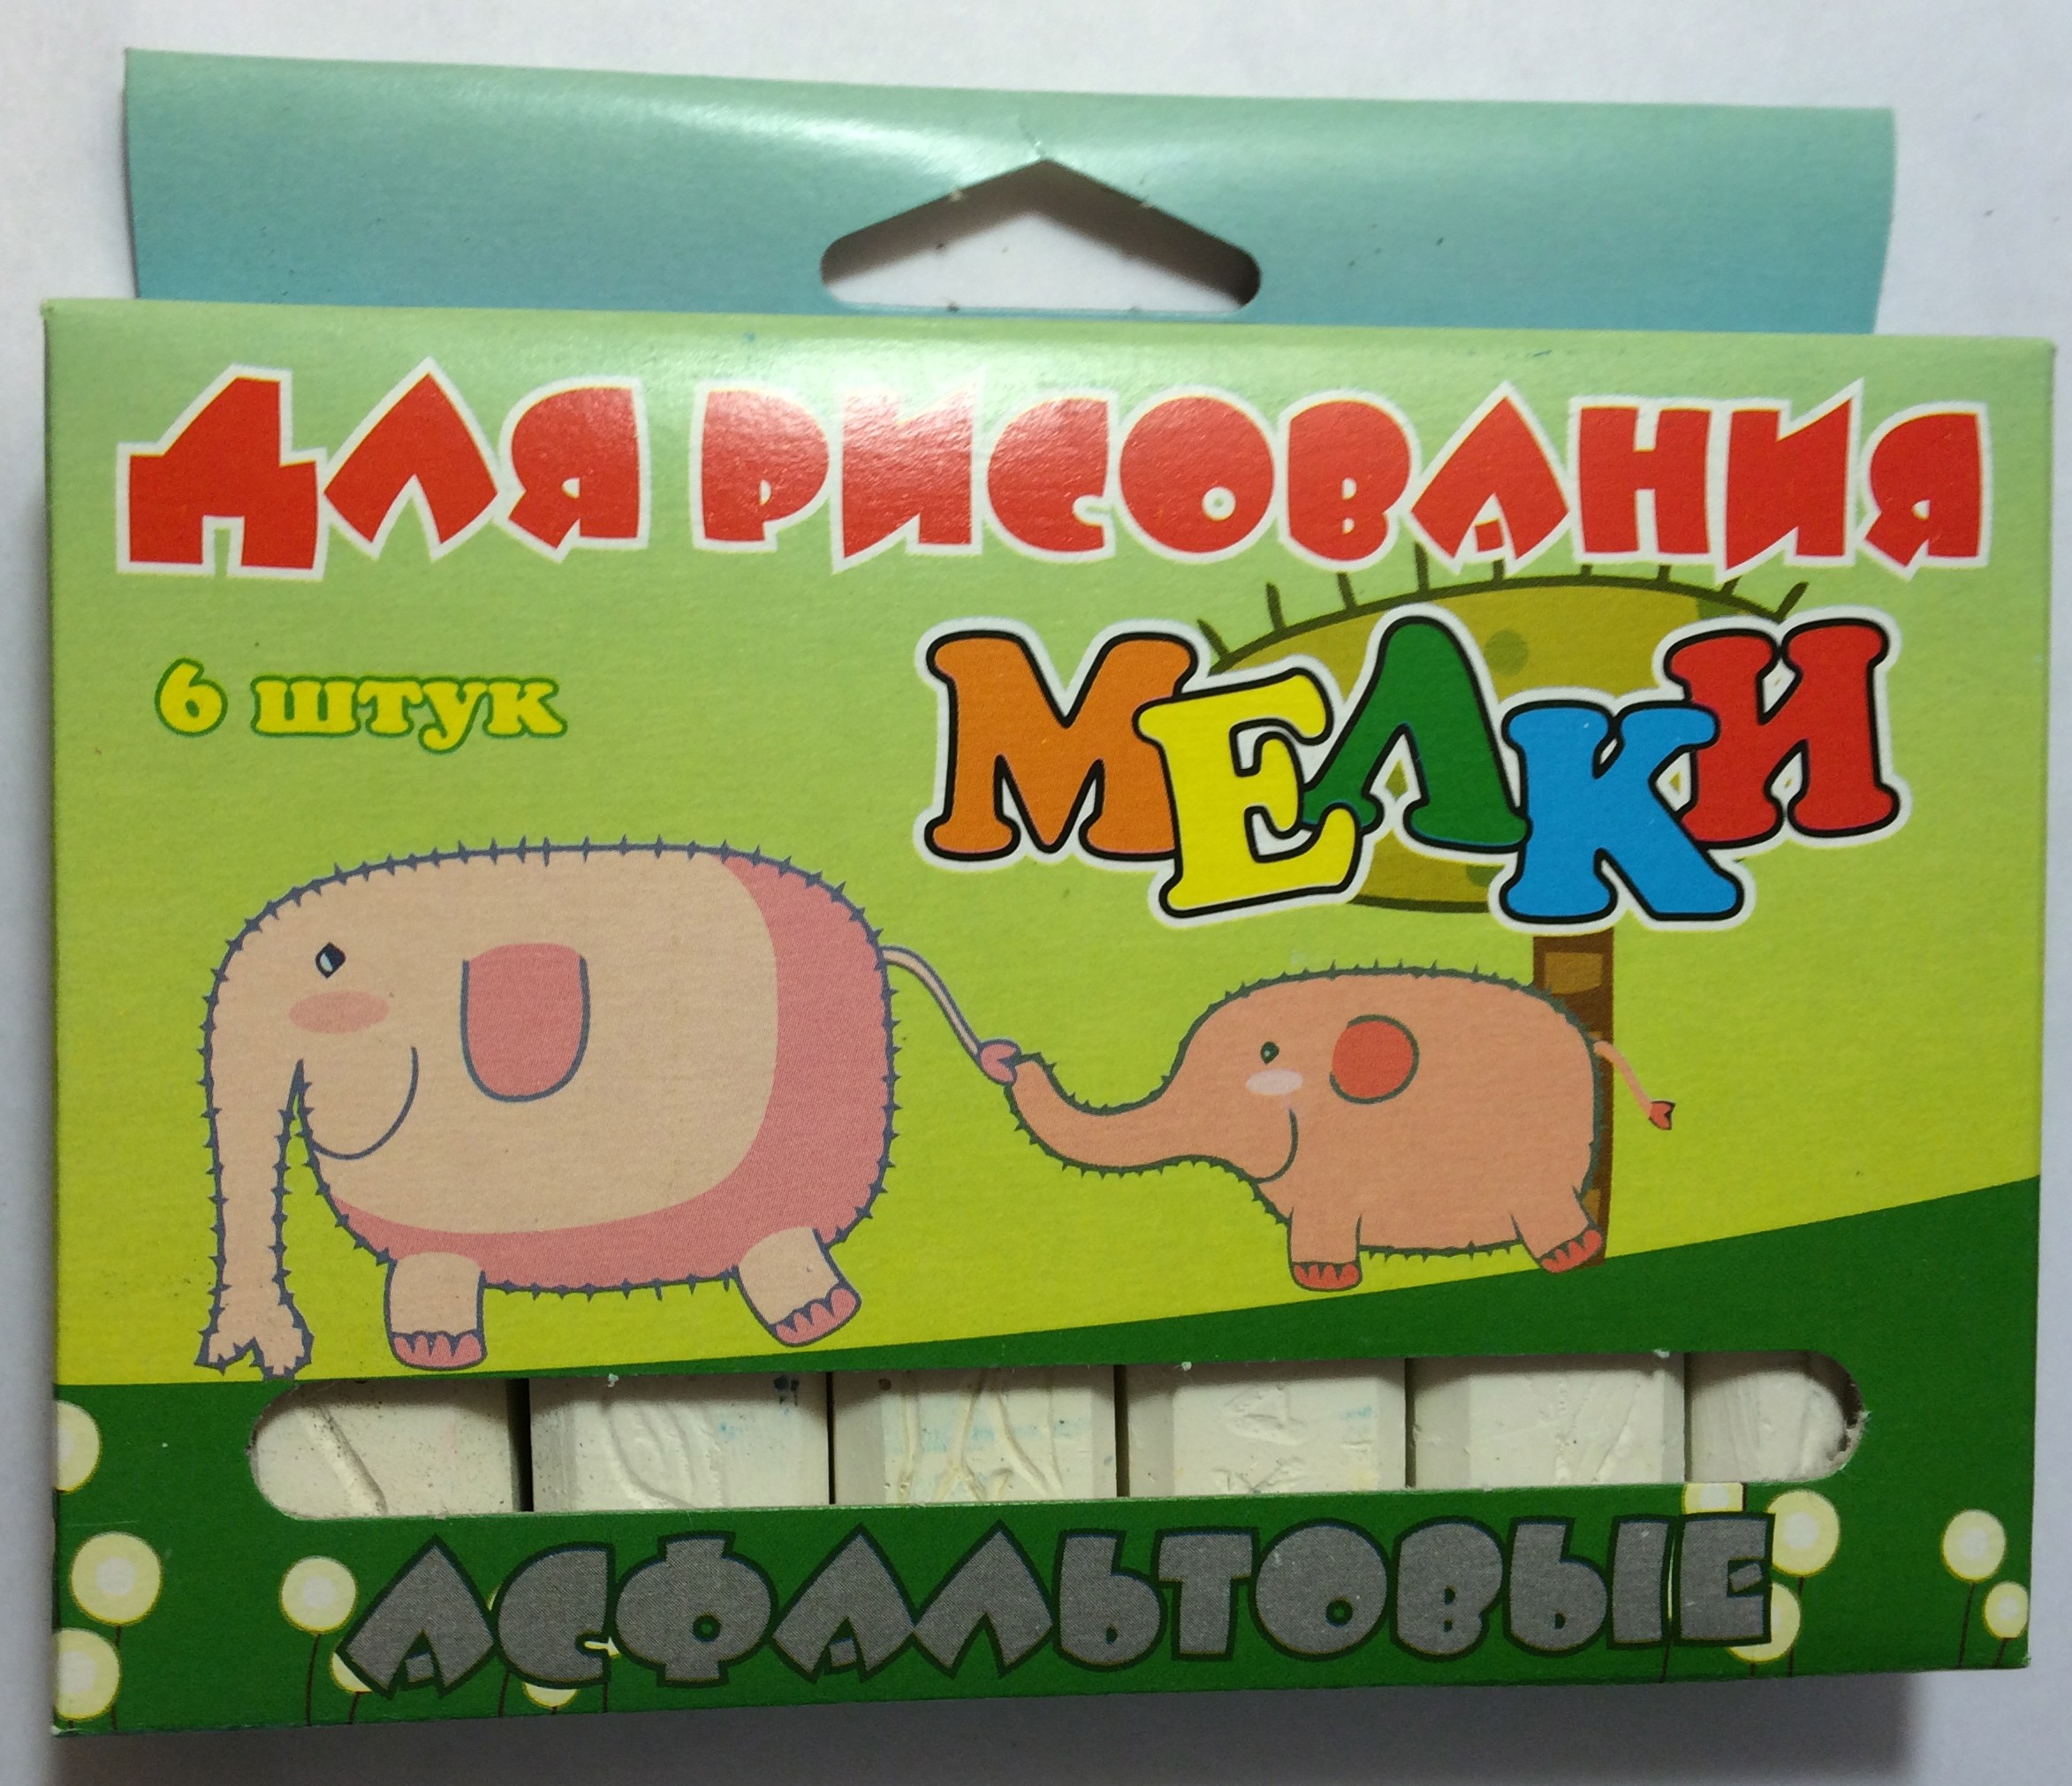 ДЛЯ РИСОВАНИЯ
6 штук
МЕЛКИ
АСФАЛЬТОВЫЕ